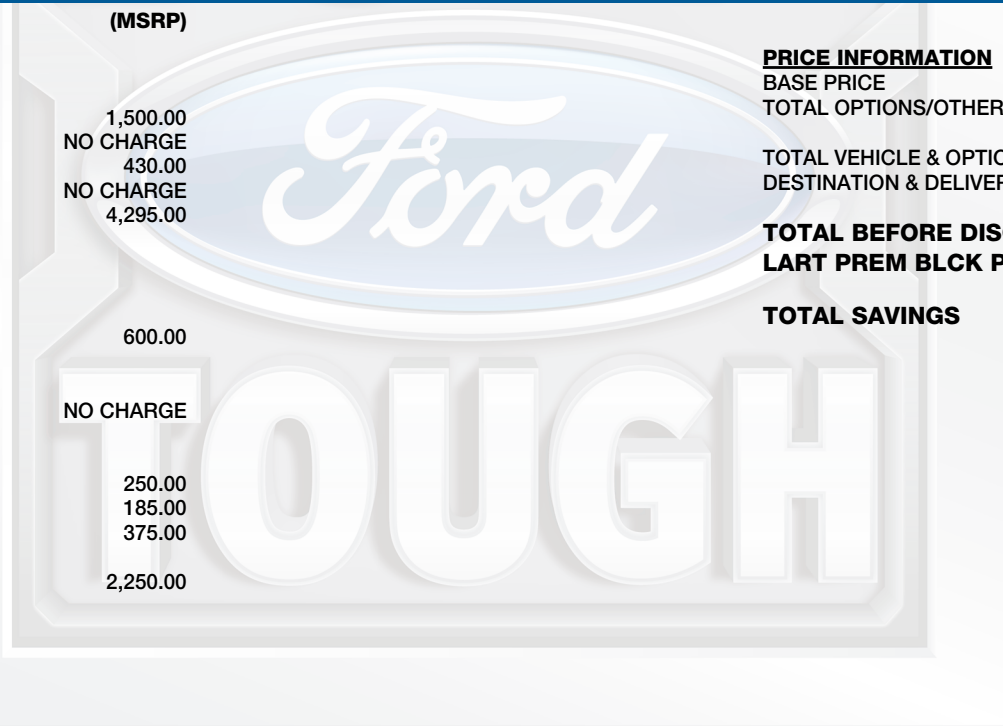 (MSRP)
1,500.00
NO CHARGE
430.00
NO CHARGE
4,295.00
600.00
NO CHARGE
250.00
185.00
375.00
2,250.00
PRICE INFORMATION
BASE PRICE
TOTAL OPTIONS/OTHER
TOTAL VEHICLE & OPTIO
DESTINATION & DELIVER
TOTAL BEFORE DIS
LART PREM BLCK P
TOTAL SAVINGS
Ford
TOUGH